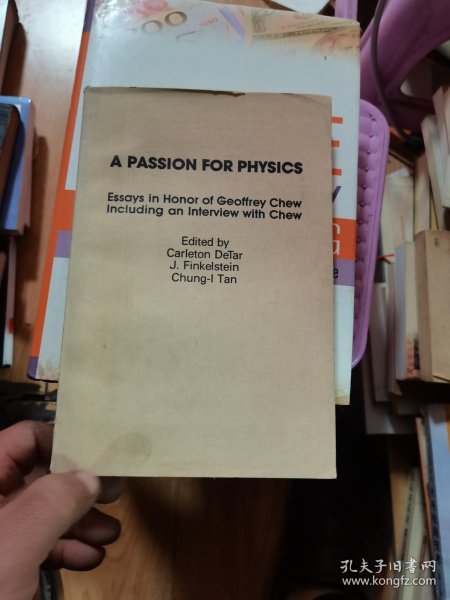 A PASSION FOR PHYSICS
Essays in Honor of Geoffrey Chew
Including an Interview with Chew
Edited by
Carleton DeTar
J. Finkelstein
Chung-I Tan
孔夫子旧书网
www.kongfz.com